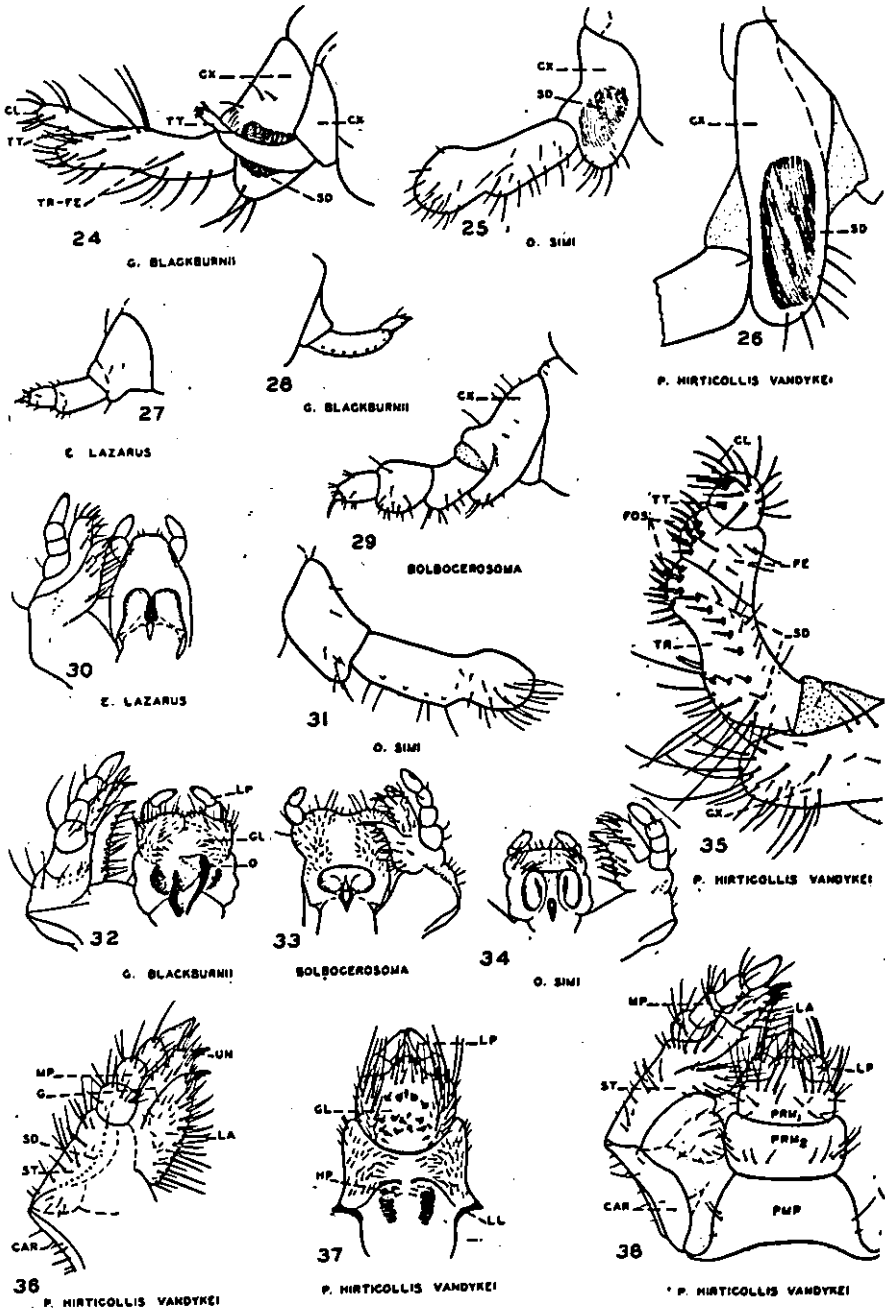 CX
SD
CX
CL
TT
TT
CX
CX
SD
TR-FE
SD
24
25
26
G. BLACKBURNII
O. SIMI
P. HIRTICOLLIS VANDYKEI
27
28
CX
E. LAZARUS
G. BLACKBURNII
CL
TT
PDS
FE
29
BOLBOCEROSOMA
SD
TR
30
31
E. LAZARUS
O. SIMI
LP
GL
O
CX
35
32
33
34
P. HIRTICOLLIS VANDYKEI
G. BLACKBURNII
BOLBOCEROSOMA
O. SIMI
MP
LA
LP
UN
MP
G
LP
ST
GL
PRM1
SD
LA
PRM2
ST
HP
CAR
PMP
CAR
LL
36
37
38
P. HIRTICOLLIS VANDYKEI
P. HIRTICOLLIS VANDYKEI
P. HIRTICOLLIS VANDYKEI